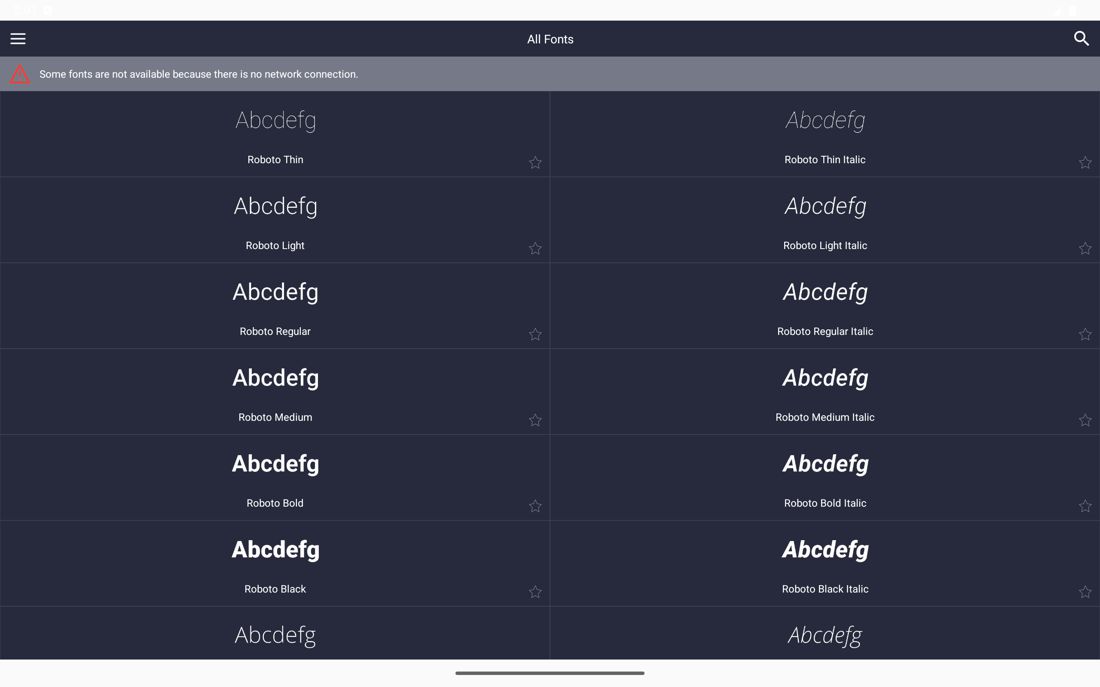 All Fonts
Some fonts are not available because there is no network connection.
Abcdefg
Abcdefg
Roboto Thin
Roboto Thin Italic
Abcdefg
Abcdefg
Roboto Light
Roboto Light Italic
Abcdefg
Abcdefg
Roboto Regular
Roboto Regular Italic
Abcdefg
Abcdefg
Roboto Medium
Roboto Medium Italic
Abcdefg
Abcdefg
Roboto Bold
Roboto Bold Italic
Abcdefg
Abcdefg
Roboto Black
Roboto Black Italic
Abcdefg
Abcdefg